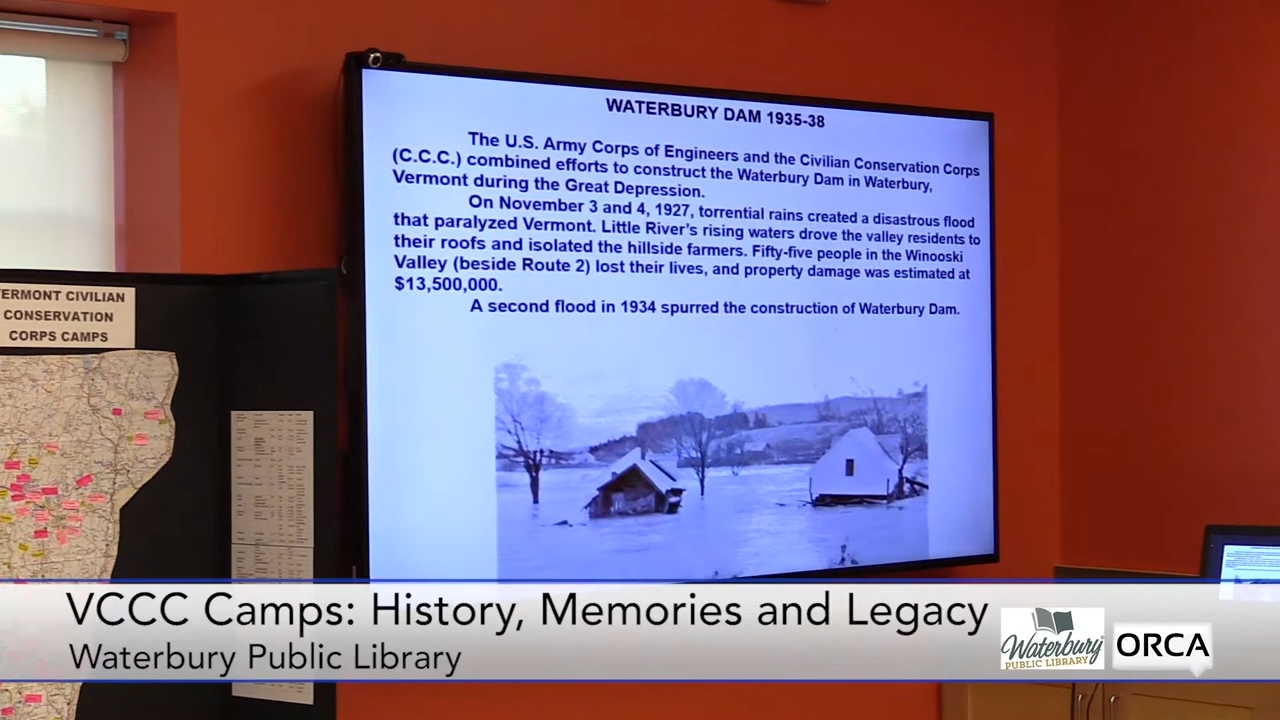 WATERBURY DAM 1935-38
The U.S. Army Corps of Engineers and the Civilian Conservation Corps
(C.C.C.) combined efforts to construct the Waterbury Dam in Waterbury,
Vermont during the Great Depression.
On November 3 and 4, 1927, torrential rains created a disastrous flood
that paralyzed Vermont. Little River's rising waters drove the valley residents to
their roofs and isolated the hillside farmers. Fifty-five people in the Winooski
Valley (beside Route 2) lost their lives, and property damage was estimated at
$13,500,000.
A second flood in 1934 spurred the construction of Waterbury Dam.
ERMONT CIVILIAN
CONSERVATION
CORPS CAMPS
VCCC Camps: History, Memories and Legacy
Waterbury Public Library
Waterbury
PUBLIC LIBRARY
ORCA